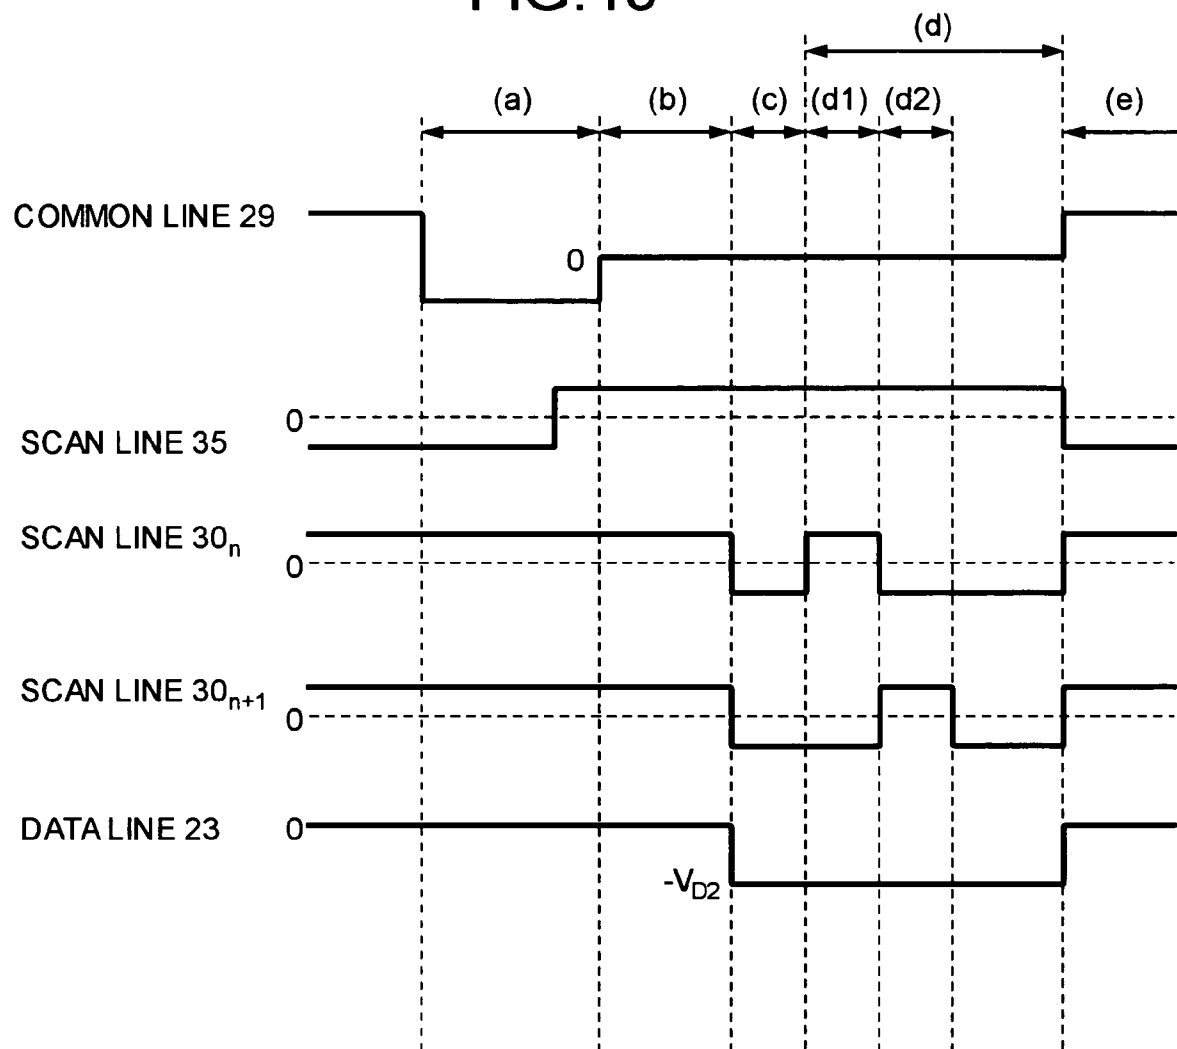 (d)
(a) (b) (c) (d1) (d2) (e)
COMMON LINE 29
0
0
SCAN LINE 35
SCAN LINE 30n
0
SCAN LINE 30n+1
0
DATA LINE 23 0
-VD2